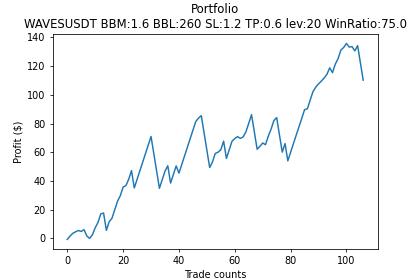 Portfolio
WAVESUSDT BBM:1.6 BBL:260 SL:1.2 TP:0.6 lev:20 WinRatio:75.0
140
120
100
80
60
40
20
0
Profit ($)
0 20 40 60 80 100
Trade counts